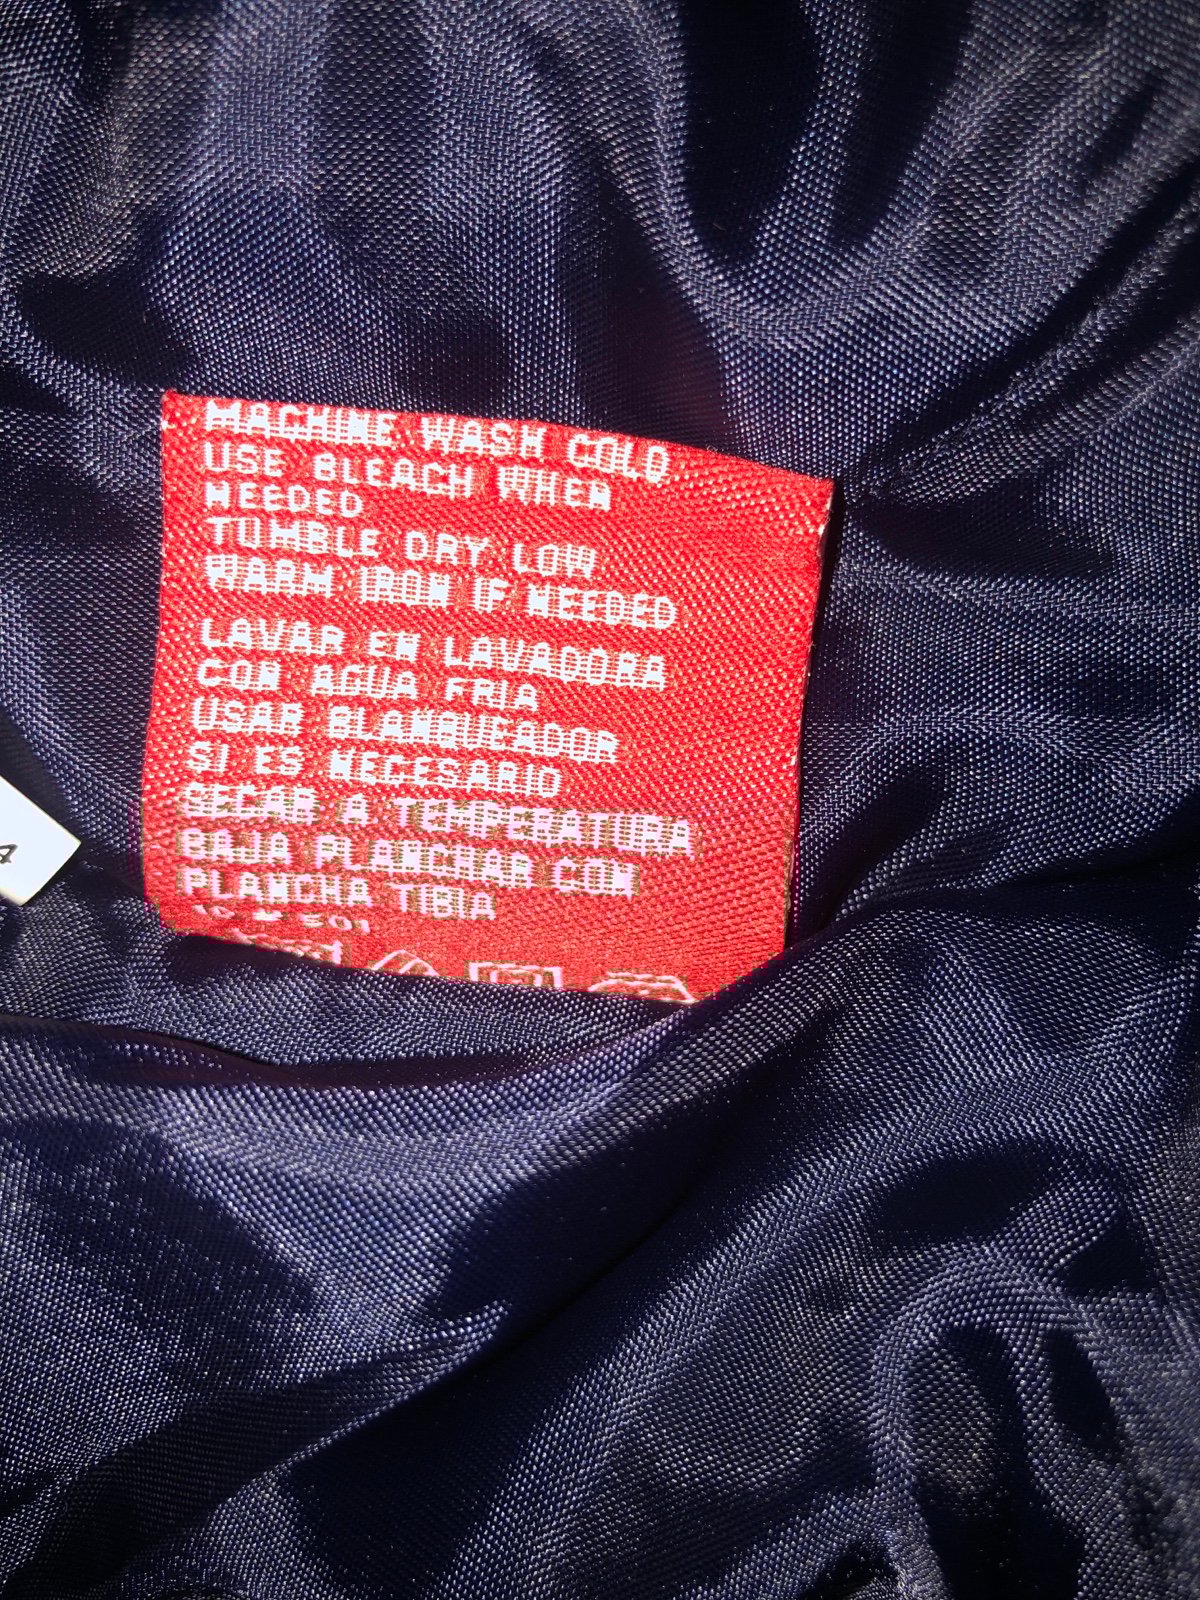 MACHINE WASH COLD
USE BLEACH WHEN
NEEDED
TUMBLE DRY LOW
WARM IRON IF NEEDED
LAVAR EN LAVADORA
CON AGUA FRIA
USAR BLANQUEADOR
SI ES NECESARIO
SECAR A TEMPERATURA
BAJA PLANCHAR CON
PLANCHA TIBIA
4